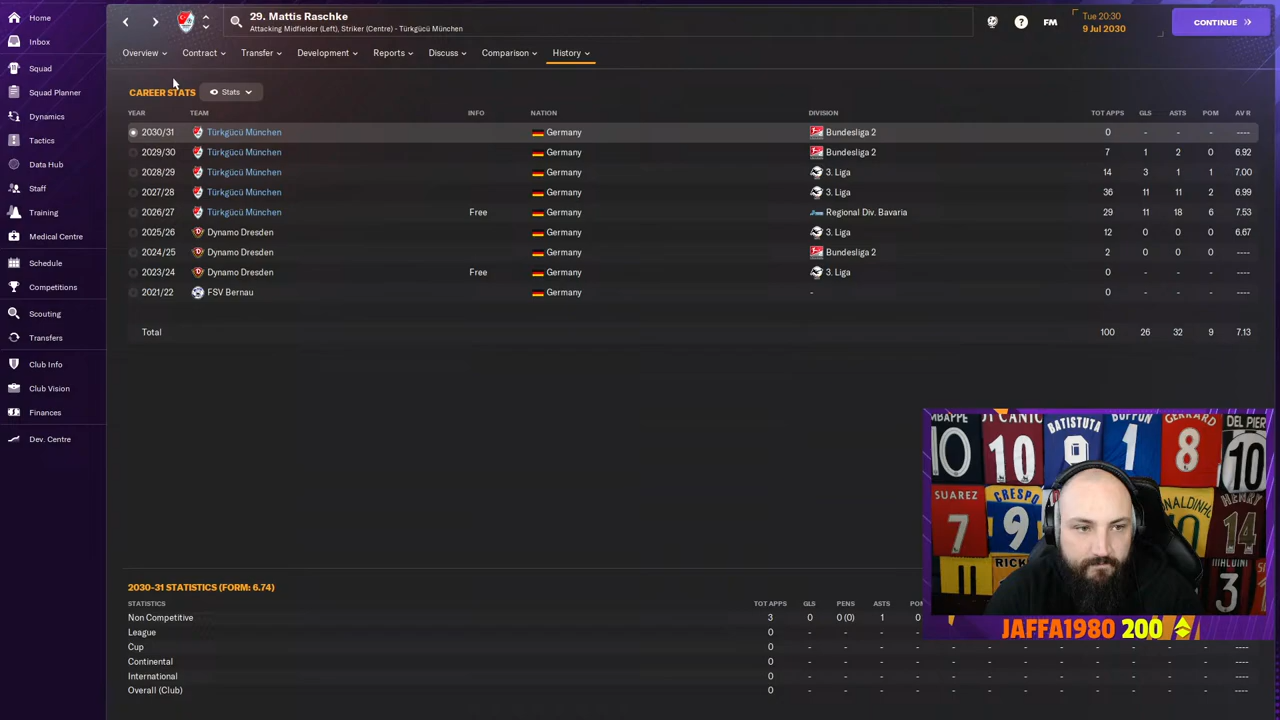 Home
Inbox
Squad
Squad Planner
Dynamics
Tactics
Data Hub
Staff
Training
Medical Centre
Schedule
Competitions
Scouting
Transfers
Club Info
Club Vision
Finances
Dev. Centre
29. Mattis Raschke
Attacking Midfielder (Left), Striker (Centre) - Türkgücü München
FM
Tue 20:30
9 Jul 2030
CONTINUE
Overview Contract Transfer Development Reports Discuss Comparison History
CAREER STATS Stats
YEAR TEAM INFO NATION DIVISION TOT APPS GLS ASTS POM AV R
2030/31 Türkgücü München Germany Bundesliga 2 0 - - - ----
2029/30 Türkgücü München Germany Bundesliga 2 7 1 2 0 6.92
2028/29 Türkgücü München Germany 3. Liga 14 3 1 1 7.00
2027/28 Türkgücü München Germany 3. Liga 36 11 11 2 6.99
2026/27 Türkgücü München Free Germany Regional Div. Bavaria 29 11 18 6 7.53
2025/26 Dynamo Dresden Germany 3. Liga 12 0 0 0 6.67
2024/25 Dynamo Dresden Germany Bundesliga 2 2 0 0 0 ----
2023/24 Dynamo Dresden Free Germany 3. Liga 0 - - - ----
2021/22 FSV Bernau Germany - 0 - - - ----
Total 100 26 32 9 7.13
2030-31 STATISTICS (FORM: 6.74)
STATISTICS TOT APPS GLS PENS ASTS
Non Competitive 3 0 0 (0) 1 0
League 0 - - - - - - - - - ----
Cup 0 - - - - - - - - - ----
Continental 0 - - - - - - - - - ----
International 0 - - - - - - - - - ----
Overall (Club) 0 - - - - - - - - - ----
10
10
BATISTUTA
9
BUFFON
1
GERRARD
8
DEL PIER
10
SUAREZ
7
CRESPO
9
HENRY
14
3
JAFFA1980 200